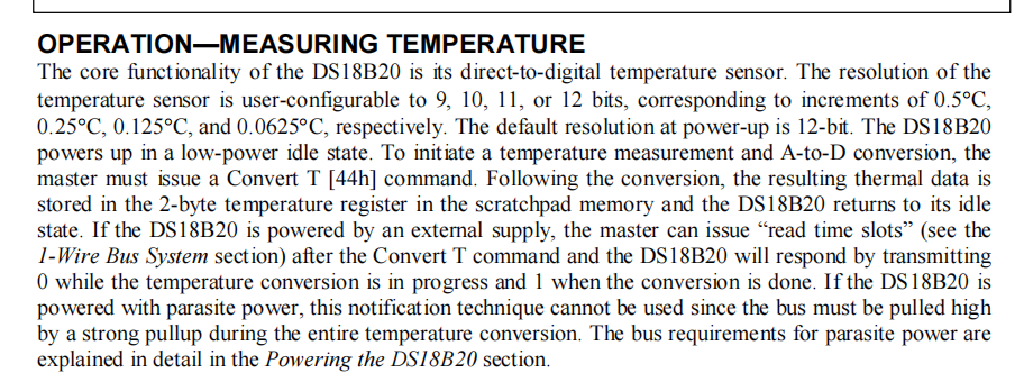 OPERATION—MEASURING TEMPERATURE
The core functionality of the DS18B20 is its direct-to-digital temperature sensor. The resolution of the
temperature sensor is user-configurable to 9, 10, 11, or 12 bits, corresponding to increments of 0.5°C,
0.25°C, 0.125°C, and 0.0625°C, respectively. The default resolution at power-up is 12-bit. The DS18B20
powers up in a low-power idle state. To initiate a temperature measurement and A-to-D conversion, the
master must issue a Convert T [44h] command. Following the conversion, the resulting thermal data is
stored in the 2-byte temperature register in the scratchpad memory and the DS18B20 returns to its idle
state. If the DS18B20 is powered by an external supply, the master can issue “read time slots” (see the
1-Wire Bus System section) after the Convert T command and the DS18B20 will respond by transmitting
0 while the temperature conversion is in progress and 1 when the conversion is done. If the DS18B20 is
powered with parasite power, this notification technique cannot be used since the bus must be pulled high
by a strong pullup during the entire temperature conversion. The bus requirements for parasite power are
explained in detail in the Powering the DS18B20 section.